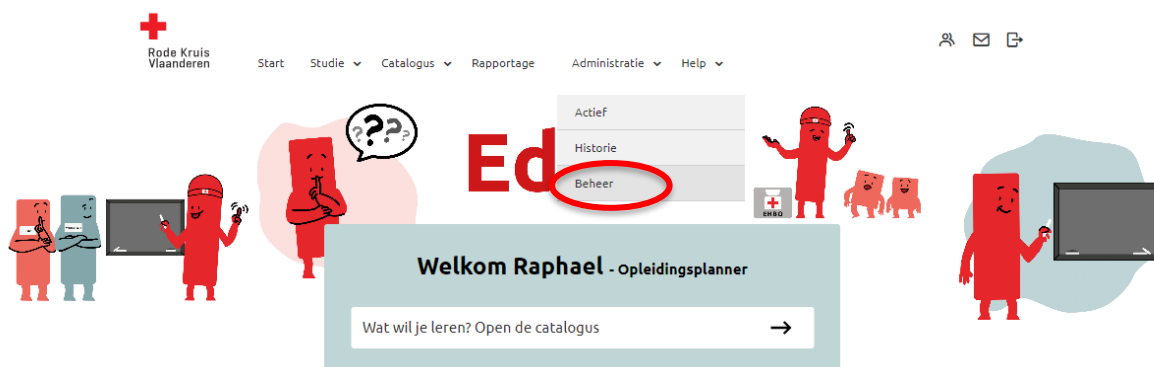 Rode Kruis
Vlaanderen
Start Studie Catalogus Rapportage Administratie Help
Actief
Historie
Beheer
???
Ed
EHBO
Welkom Raphael - Opleidingsplanner
Wat wil je leren? Open de catalogus